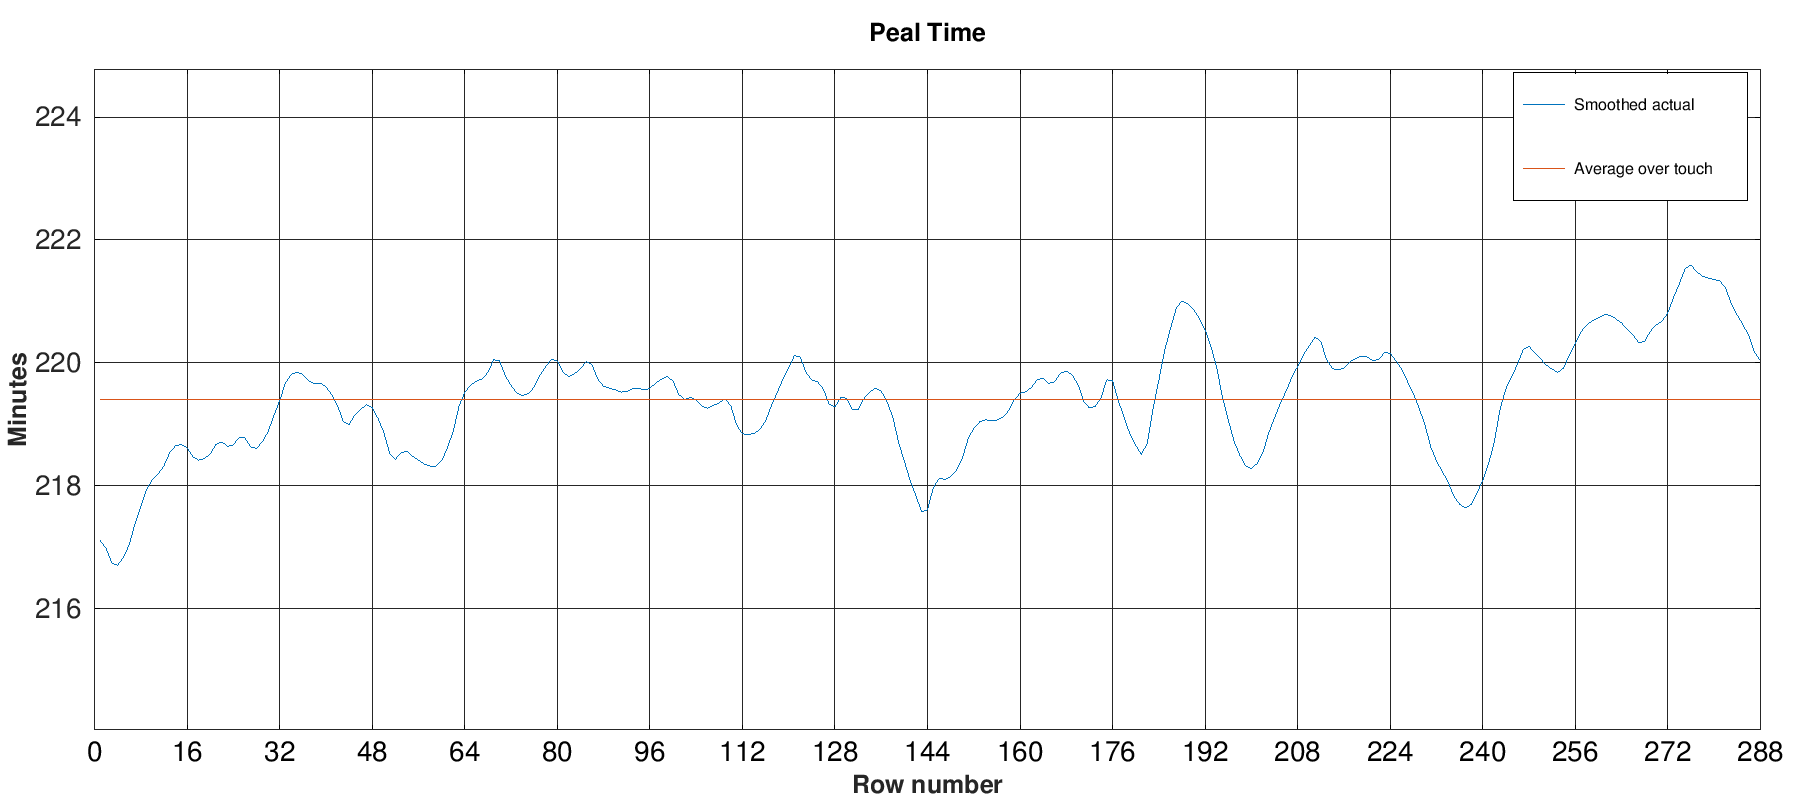 Peal Time
Smoothed actual
Average over touch
224
222
220
218
216
Minutes
0 16 32 48 64 80 96 112 128 144 160 176 192 208 224 240 256 272 288
Row number